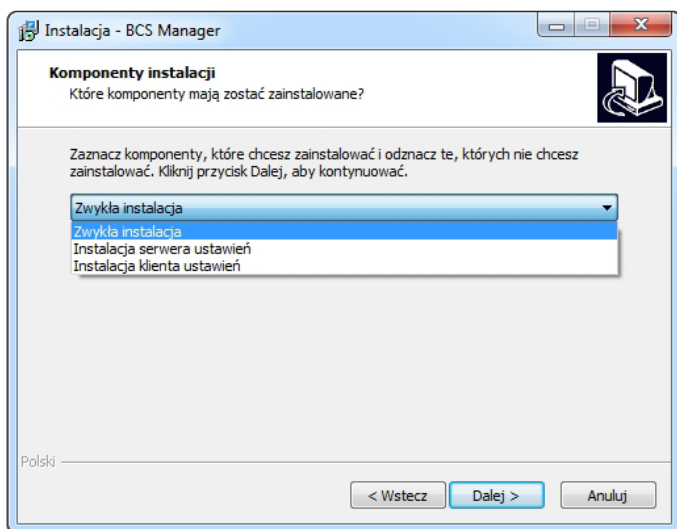 Instalacja - BCS Manager
Komponenty instalacji
Które komponenty mają zostać zainstalowane?
Zaznacz komponenty, które chcesz zainstalować i odznacz te, których nie chcesz
zainstalować. Kliknij przycisk Dalej, aby kontynuować.
Zwykła instalacja
Zwykła instalacja
Instalacja serwera ustawień
Instalacja klienta ustawień
Polski
< Wstecz
Dalej >
Anuluj